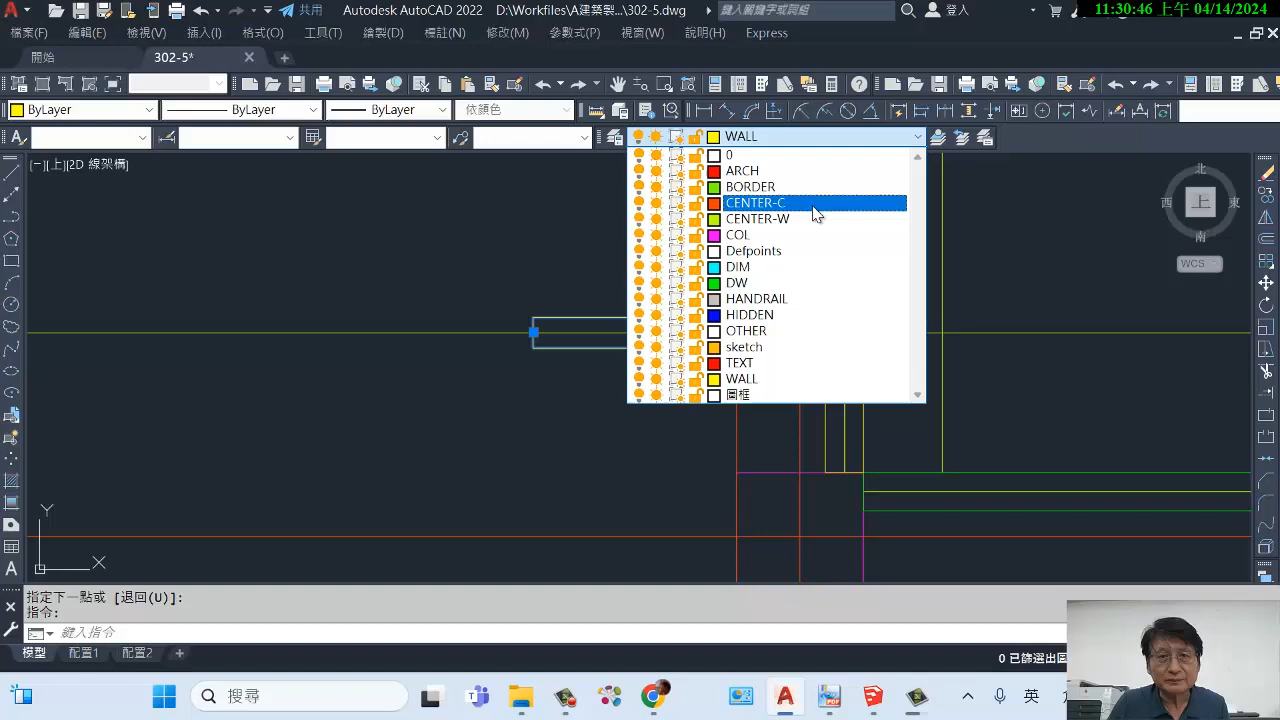 共用
Autodesk AutoCAD 2022
D:\Workfiles\A建築製...\302-5.dwg
鍵入關鍵字或詞組
登入
11:30:46 上午 04/14/2024
檔案(F)
編輯(E)
檢視(V)
插入(I)
格式(O)
工具(T)
繪製(D)
標註(N)
修改(M)
參數式(P)
視窗(W)
說明(H)
Express
開始
302-5*
ByLayer
ByLayer
ByLayer
依顏色
WALL
[−][上][2D 線架構]
0
ARCH
BORDER
CENTER-C
CENTER-W
COL
Defpoints
DIM
DW
HANDRAIL
HIDDEN
OTHER
sketch
TEXT
WALL
圖框
北
西
上
東
南
WCS
Y
X
指定下一點或 [退回(U)]:
指令:
鍵入指令
模型
配置1
配置2
搜尋
英